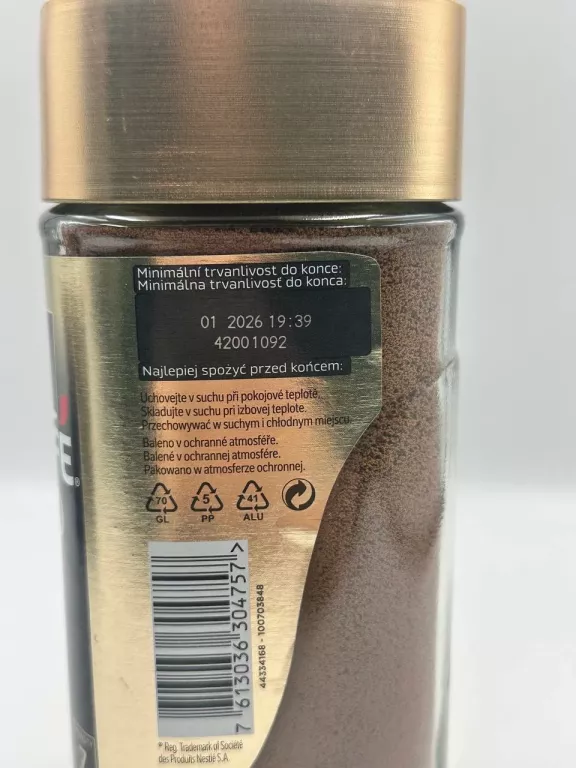 Minimální trvanlivost do konce:
Minimálna trvanlivosť do konca:
01 2026 19:39
42001092
Najlepiej spożyć przed końcem:
Uchovejte v suchu při pokojové teplotě.
Skladujte v suchu pri izbovej teplote.
Przechowywać w suchym i chłodnym miejscu.
Baleno v ochranné atmosféře.
Balené v ochrannej atmosfére.
Pakowano w atmosferze ochronnej.
70 5 41
GL PP ALU
®
7 613036 304757 >
44334168 - 100703848
* Reg. Trademark of Société
des Produits Nestlé S.A.